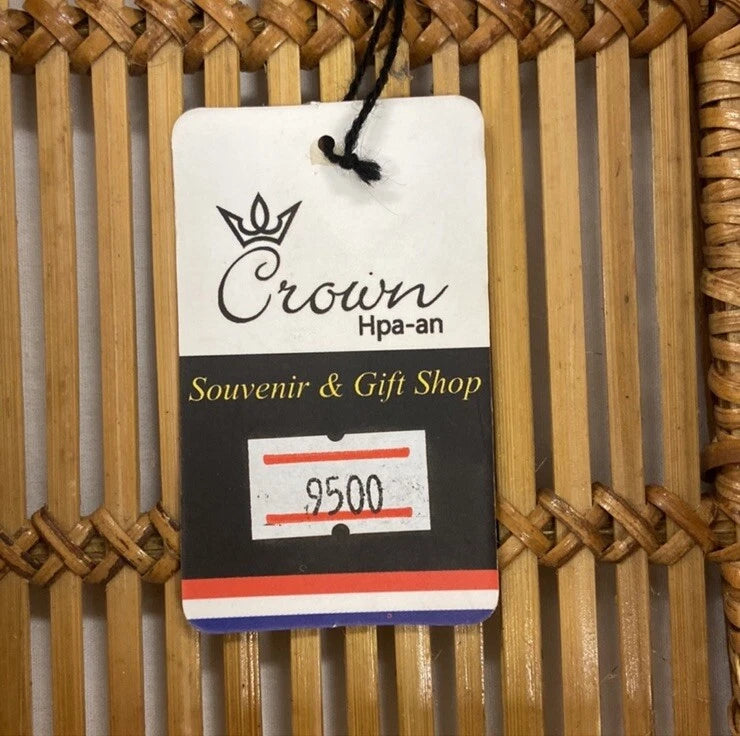 Crown
Hpa-an
Souvenir & Gift Shop
9500